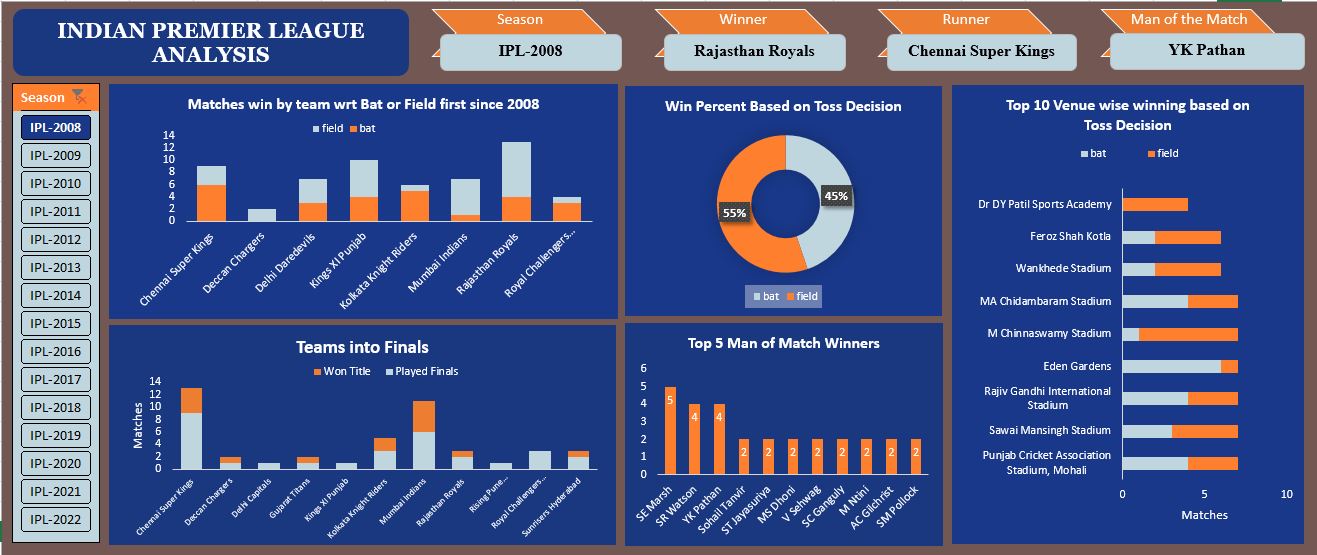 INDIAN PREMIER LEAGUE
ANALYSIS
Season
IPL-2008
Winner
Rajasthan Royals
Runner
Chennai Super Kings
Man of the Match
YK Pathan
Season
IPL-2008
IPL-2009
IPL-2010
IPL-2011
IPL-2012
IPL-2013
IPL-2014
IPL-2015
IPL-2016
IPL-2017
IPL-2018
IPL-2019
IPL-2020
IPL-2021
IPL-2022
Matches win by team wrt Bat or Field first since 2008
field bat
14
12
10
8
6
4
2
0
Chennai Super Kings
Deccan Chargers
Delhi Daredevils
Kings XI Punjab
Kolkata Knight Riders
Mumbai Indians
Rajasthan Royals
Royal Challengers...
Win Percent Based on Toss Decision
45%
55%
bat field
Top 10 Venue wise winning based on
Toss Decision
bat field
Dr DY Patil Sports Academy
Feroz Shah Kotla
Wankhede Stadium
MA Chidambaram Stadium
M Chinnaswamy Stadium
Eden Gardens
Rajiv Gandhi International
Stadium
Sawai Mansingh Stadium
Punjab Cricket Association
Stadium, Mohali
0 5 10
Matches
Teams into Finals
Won Title Played Finals
Matches
14
12
10
8
6
4
2
0
Chennai Super Kings
Deccan Chargers
Delhi Capitals
Gujarat Titans
Kings XI Punjab
Kolkata Knight Riders
Mumbai Indians
Rajasthan Royals
Rising Pune...
Royal Challengers...
Sunrisers Hyderabad
Top 5 Man of Match Winners
6
5
4
3
2
1
0
5 4 4 2 2 2 2 2 2 2 2
SE Marsh
SR Watson
YK Pathan
Sohail Tanvir
ST Jayasuriya
MS Dhoni
V Sehwag
SC Ganguly
M Ntini
AC Gilchrist
SM Pollock